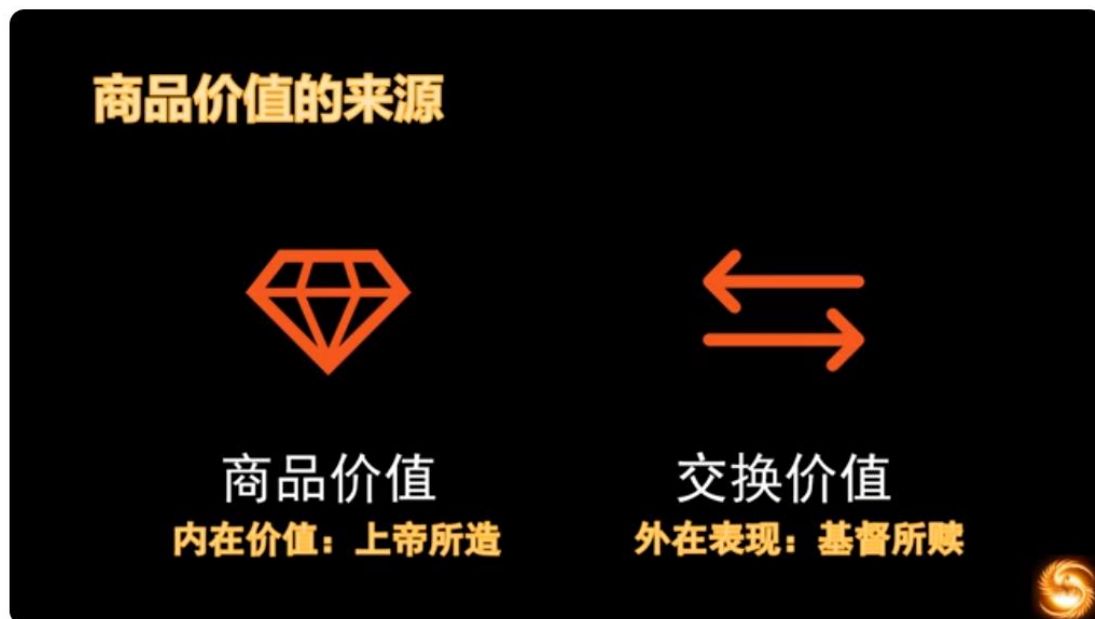 商品价值的来源
商品价值
交换价值
内在价值：上帝所造
外在表现：基督所赎